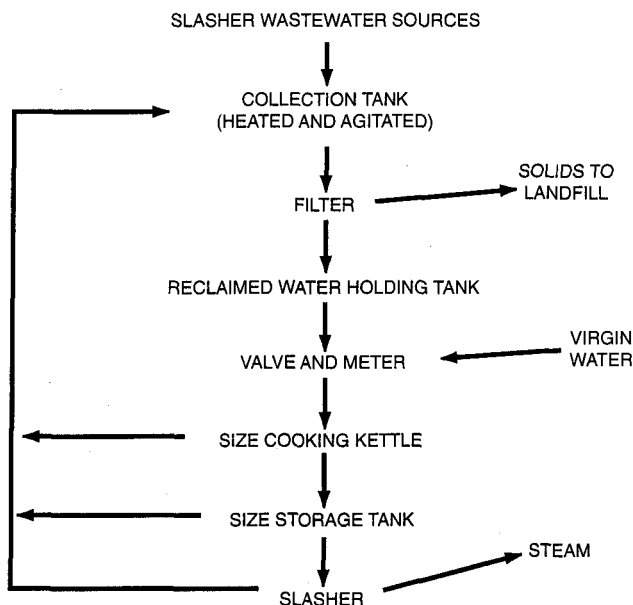 SLASHER WASTEWATER SOURCES
COLLECTION TANK
(HEATED AND AGITATED)
SOLIDS TO
LANDFILL
FILTER
RECLAIMED WATER HOLDING TANK
VIRGIN
WATER
VALVE AND METER
SIZE COOKING KETTLE
SIZE STORAGE TANK
STEAM
SLASHER